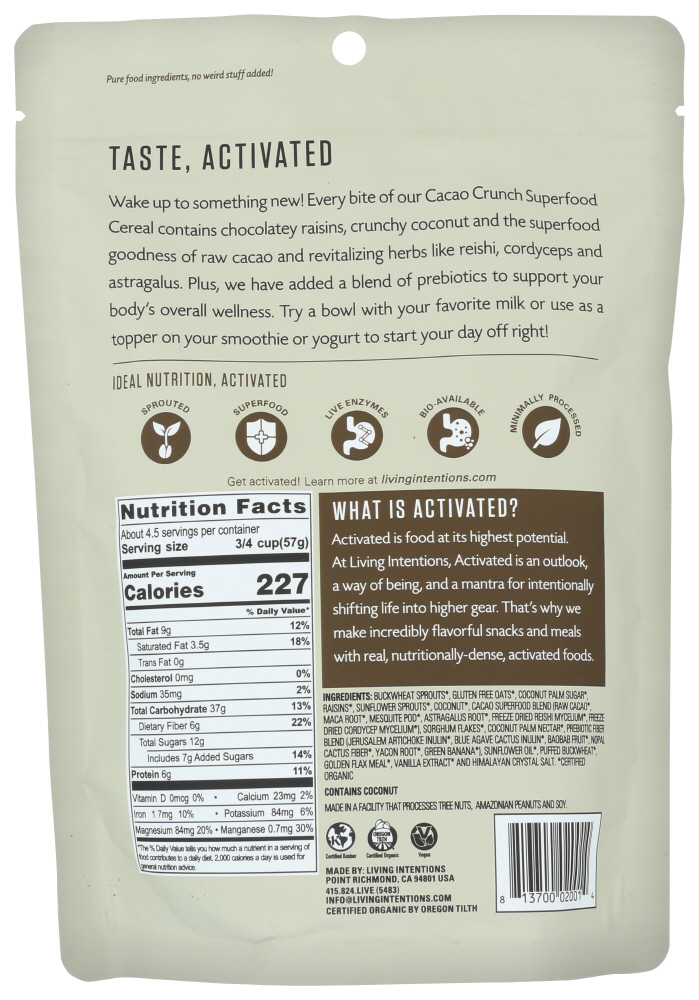 Pure food ingredients, no weird stuff added!
TASTE, ACTIVATED
Wake up to something new! Every bite of our Cacao Crunch Superfood
Cereal contains chocolatey raisins, crunchy coconut and the superfood
goodness of raw cacao and revitalizing herbs like reishi, cordyceps and
astragalus. Plus, we have added a blend of prebiotics to support your
body's overall wellness. Try a bowl with your favorite milk or use as a
topper on your smoothie or yogurt to start your day off right!
IDEAL NUTRITION, ACTIVATED
SPROUTED
SUPERFOOD
LIVE ENZYMES
BIO-AVAILABLE
MINIMALLY PROCESSED
Get activated! Learn more at livingintentions.com
Nutrition Facts
About 4.5 servings per container
Serving size 3/4 cup(57g)
Amount Per Serving
Calories 227
% Daily Value*
Total Fat 9g 12%
Saturated Fat 3.5g 18%
Trans Fat 0g
Cholesterol 0mg 0%
Sodium 35mg 2%
Total Carbohydrate 37g 13%
Dietary Fiber 6g 22%
Total Sugars 12g
Includes 7g Added Sugars 14%
Protein 6g 11%
Vitamin D 0mcg 0% • Calcium 23mg 2%
Iron 1.7mg 10% • Potassium 84mg 6%
Magnesium 84mg 20% • Manganese 0.7mg 30%
*The % Daily Value tells you how much a nutrient in a serving of
food contributes to a daily diet. 2,000 calories a day is used for
general nutrition advice.
WHAT IS ACTIVATED?
Activated is food at its highest potential.
At Living Intentions, Activated is an outlook,
a way of being, and a mantra for intentionally
shifting life into higher gear. That's why we
make incredibly flavorful snacks and meals
with real, nutritionally-dense, activated foods.
INGREDIENTS: BUCKWHEAT SPROUTS*, GLUTEN FREE OATS*, COCONUT PALM SUGAR*,
RAISINS*, SUNFLOWER SPROUTS*, COCONUT*, CACAO SUPERFOOD BLEND (RAW CACAO*,
MACA ROOT*, MESQUITE POD*, ASTRAGALUS ROOT*, FREEZE DRIED REISHI MYCELIUM*, FREEZE
DRIED CORDYCEP MYCELIUM*), SORGHUM FLAKES*, COCONUT PALM NECTAR*, PREBIOTIC FIBER
BLEND (JERUSALEM ARTICHOKE INULIN*, BLUE AGAVE CACTUS INULIN*, BAOBAB FRUIT*, NOPAL
CACTUS FIBER*, YACON ROOT*, GREEN BANANA*), SUNFLOWER OIL*, PUFFED BUCKWHEAT*,
GOLDEN FLAX MEAL*, VANILLA EXTRACT* AND HIMALAYAN CRYSTAL SALT. *CERTIFIED
ORGANIC
CONTAINS COCONUT
MADE IN A FACILITY THAT PROCESSES TREE NUTS, AMAZONIAN PEANUTS AND SOY.
K
OREGON
TILTH
V
Certified Kosher
Certified Organic
Vegan
MADE BY: LIVING INTENTIONS
POINT RICHMOND, CA 94801 USA
415.824.LIVE (5483)
INFO@LIVINGINTENTIONS.COM
CERTIFIED ORGANIC BY OREGON TILTH
8 13700 02001 4